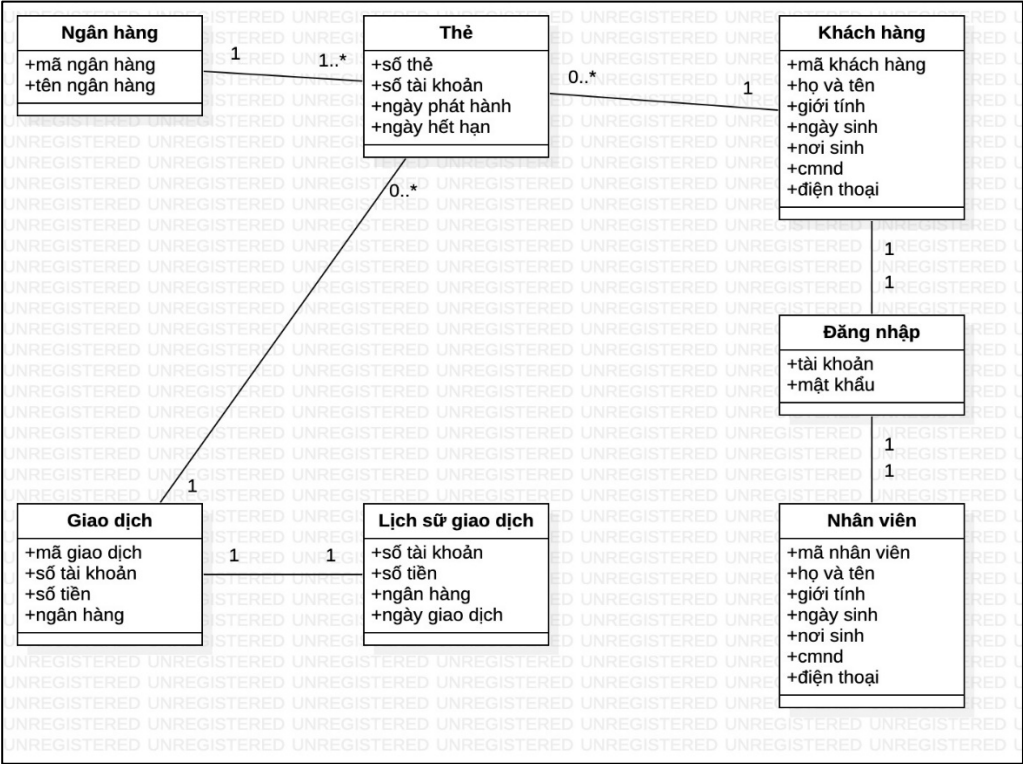 Ngân hàng
+mã ngân hàng
+tên ngân hàng
1
1..*
Thẻ
+số thẻ
+số tài khoản
+ngày phát hành
+ngày hết hạn
0..*
1
Khách hàng
+mã khách hàng
+họ và tên
+giới tính
+ngày sinh
+nơi sinh
+cmnd
+điện thoại
0..*
1
1
1
Đăng nhập
+tài khoản
+mật khẩu
1
1
Giao dịch
+mã giao dịch
+số tài khoản
+số tiền
+ngân hàng
1
1
Lịch sữ giao dịch
+số tài khoản
+số tiền
+ngân hàng
+ngày giao dịch
Nhân viên
+mã nhân viên
+họ và tên
+giới tính
+ngày sinh
+nơi sinh
+cmnd
+điện thoại
UNREGISTERED